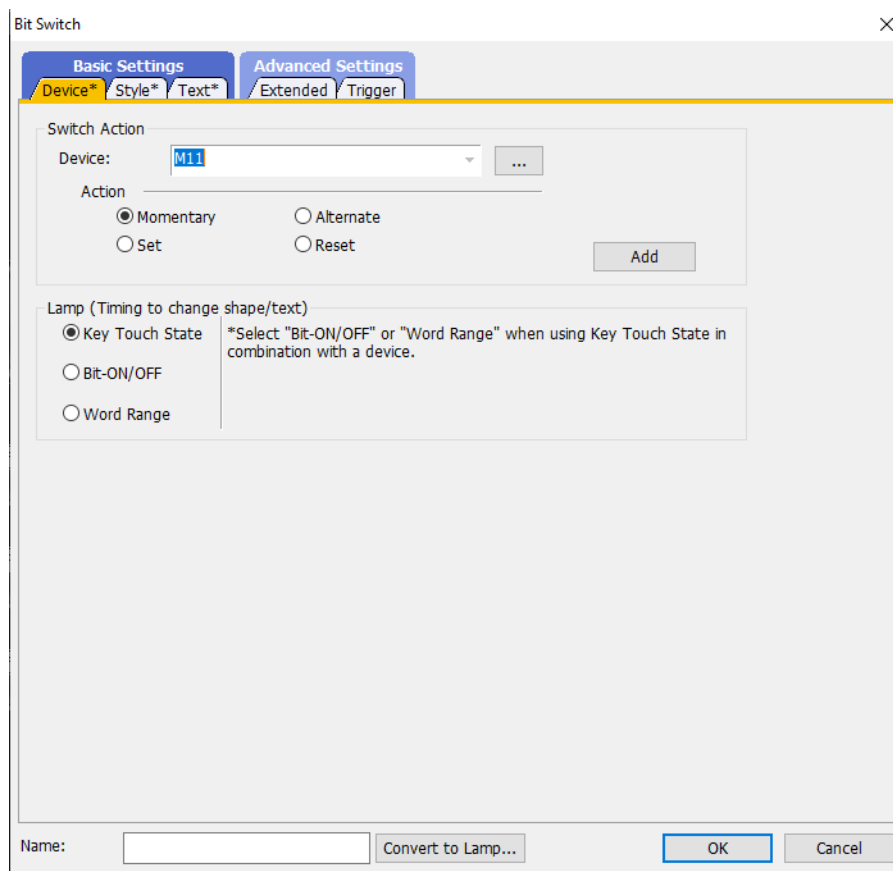 Bit Switch
Basic Settings
Advanced Settings
Device* Style* Text* Extended Trigger
Switch Action
Device: M11 ...
Action
Momentary Alternate
Set Reset
Add
Lamp (Timing to change shape/text)
Key Touch State
*Select "Bit-ON/OFF" or "Word Range" when using Key Touch State in
combination with a device.
Bit-ON/OFF
Word Range
Name: Convert to Lamp... OK Cancel